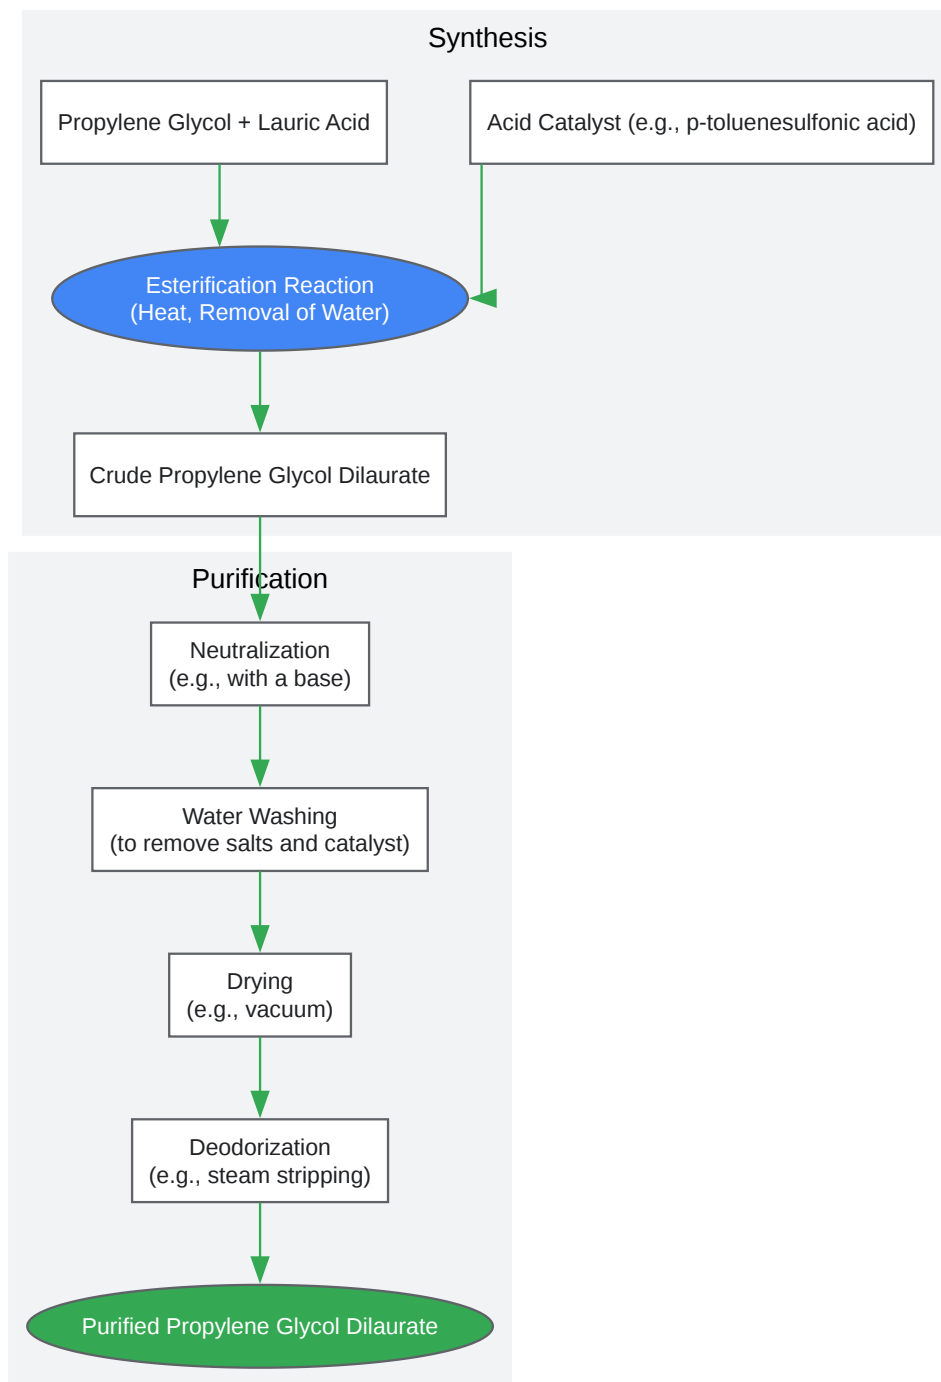 Synthesis
Propylene Glycol + Lauric Acid
Acid Catalyst (e.g., p-toluenesulfonic acid)
Esterification Reaction
(Heat, Removal of Water)
Crude Propylene Glycol Dilaurate
Purification
Neutralization
(e.g., with a base)
Water Washing
(to remove salts and catalyst)
Drying
(e.g., vacuum)
Deodorization
(e.g., steam stripping)
Purified Propylene Glycol Dilaurate